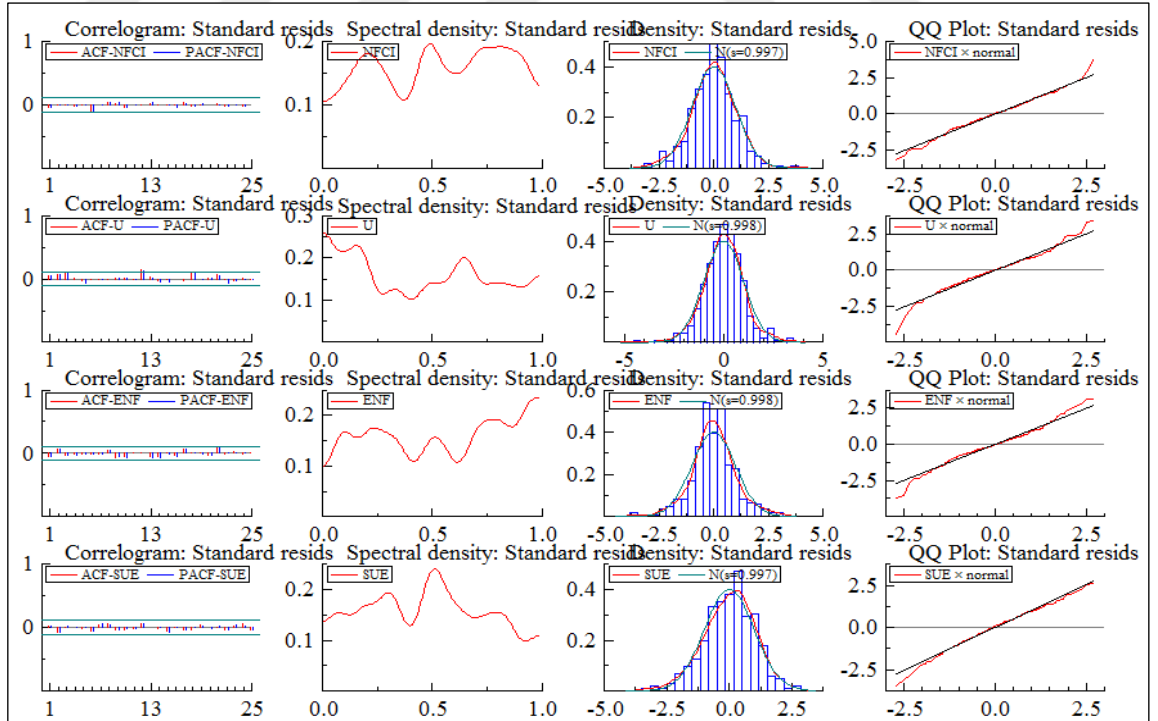 Correlogram: Standard resids Spectral density: Standard resids Density: Standard resids QQ Plot: Standard resids
ACF-NFCI PACF-NFCI
NFCI
NFCI N(s=0.997)
NFCI × normal
1 0
1 13 25
0.2 0.1
0.0 0.5 1.0
0.4 0.2
-5.0 -2.5 0.0 2.5 5.0
5.0 2.5 0.0 -2.5
-2.5 0.0 2.5
Correlogram: Standard resids Spectral density: Standard resids Density: Standard resids QQ Plot: Standard resids
ACF-U PACF-U
U
U N(s=0.998)
U × normal
1 0
1 13 25
0.3 0.2 0.1
0.0 0.5 1.0
0.4 0.2
-5 0 5
2.5 0.0 -2.5
-2.5 0.0 2.5
Correlogram: Standard resids Spectral density: Standard resids Density: Standard resids QQ Plot: Standard resids
ACF-ENF PACF-ENF
ENF
ENF N(s=0.998)
ENF × normal
1 0
1 13 25
0.2 0.1
0.0 0.5 1.0
0.6 0.4 0.2
-5.0 -2.5 0.0 2.5 5.0
2.5 0.0 -2.5
-2.5 0.0 2.5
Correlogram: Standard resids Spectral density: Standard resids Density: Standard resids QQ Plot: Standard resids
ACF-SUE PACF-SUE
SUE
SUE N(s=0.997)
SUE × normal
1 0
1 13 25
0.2 0.1
0.0 0.5 1.0
0.4 0.2
-5.0 -2.5 0.0 2.5
2.5 0.0 -2.5
-2.5 0.0 2.5